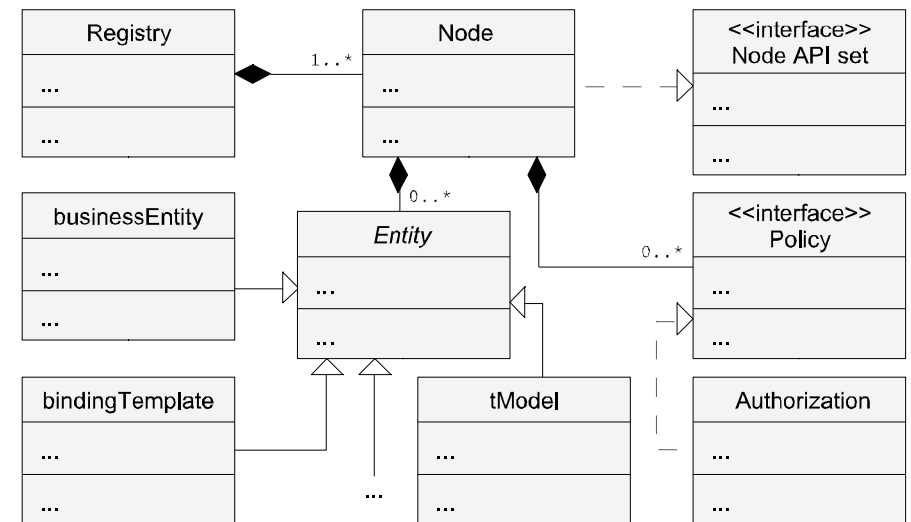 Registry
...
...
1..*
Node
...
...
<<interface>>
Node API set
...
...
businessEntity
...
...
0..*
Entity
...
...
<<interface>>
Policy
...
...
0..*
bindingTemplate
...
...
...
tModel
...
...
Authorization
...
...